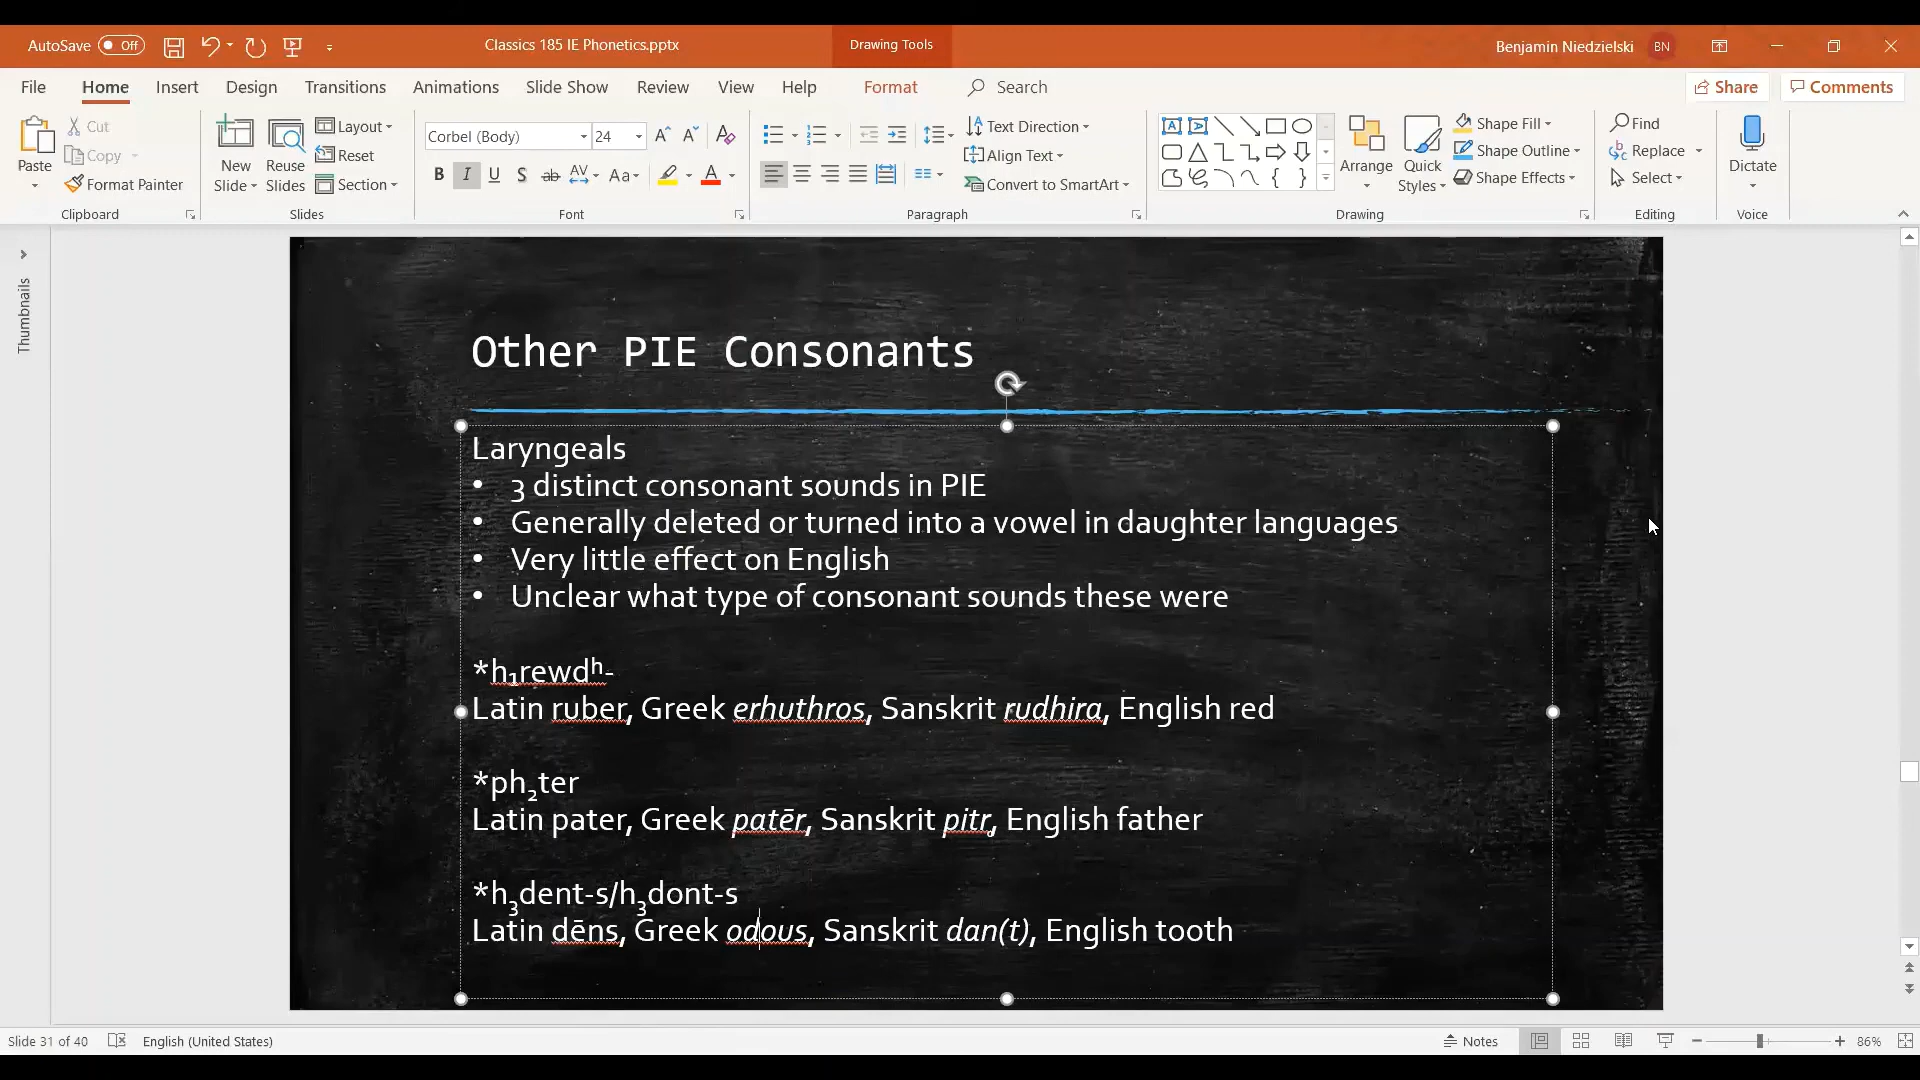 AutoSave Off Classics 185 IE Phonetics.pptx Drawing Tools Benjamin Niedzielski BN
File Home Insert Design Transitions Animations Slide Show Review View Help Format Search Share Comments
Paste Cut Copy Format Painter
Clipboard
New Slide Reuse Slides Layout Reset Section
Slides
Corbel (Body) 24
B I U S ab AV Aa A
Font
Text Direction Align Text Convert to SmartArt
Paragraph
Arrange Quick Styles Shape Fill Shape Outline Shape Effects
Drawing
Find Replace Select
Editing
Dictate
Voice
Thumbnails
Other PIE Consonants
Laryngeals
• 3 distinct consonant sounds in PIE
• Generally deleted or turned into a vowel in daughter languages
• Very little effect on English
• Unclear what type of consonant sounds these were
*h₁rewdʰ-
Latin ruber, Greek erhuthros, Sanskrit rudhira, English red
*ph₂ter
Latin pater, Greek patēr, Sanskrit pitr̥, English father
*h₃dent-s/h₃dont-s
Latin dēns, Greek odous, Sanskrit dan(t), English tooth
Slide 31 of 40 English (United States) Notes 86%